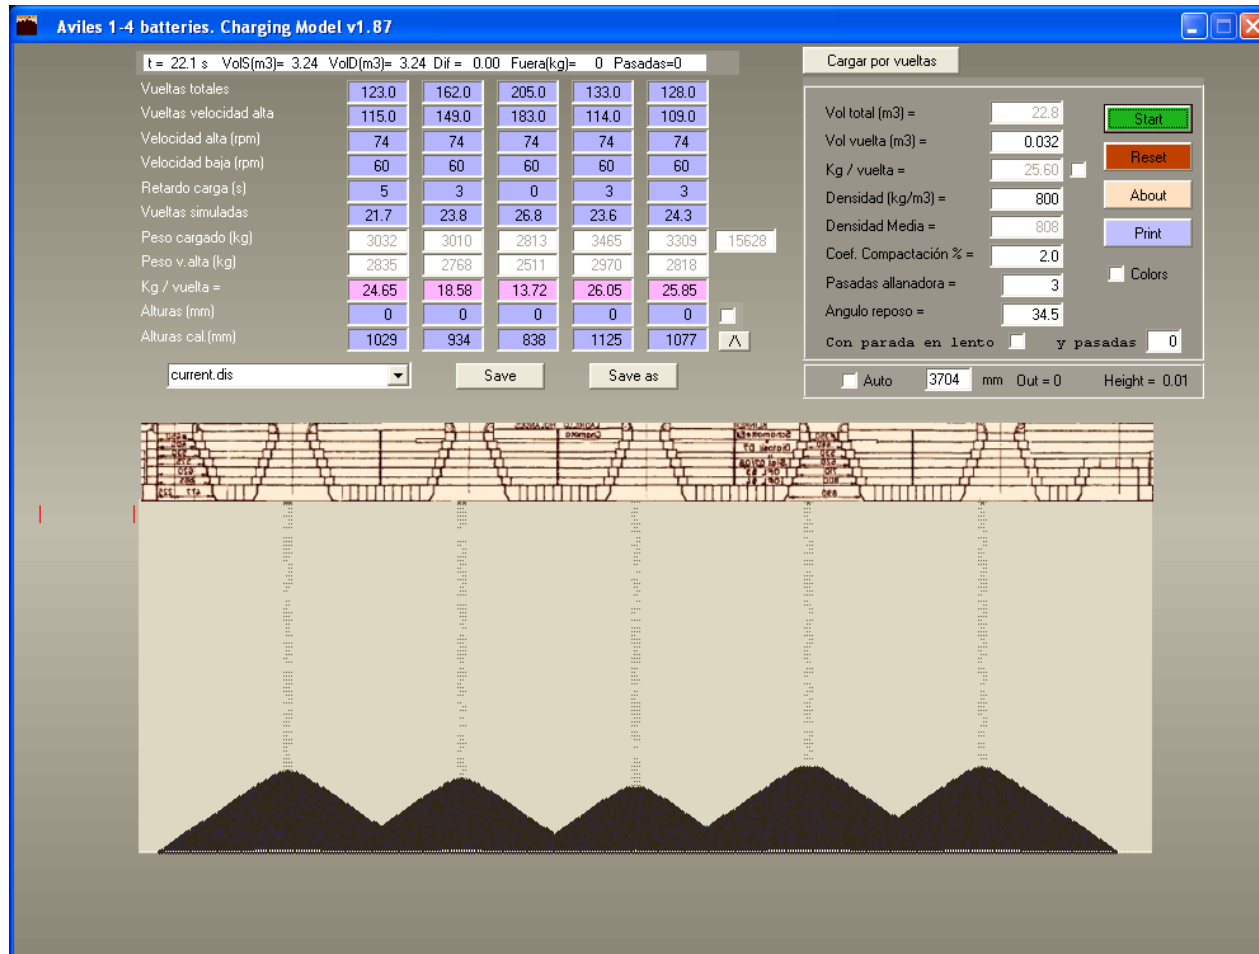 Aviles 1-4 batteries. Charging Model v1.87
t = 22.1 s VolS(m3)= 3.24 VolD(m3)= 3.24 Dif = 0.00 Fuera(kg)= 0 Pasadas=0
Vueltas totales 123.0 162.0 205.0 133.0 128.0
Vueltas velocidad alta 115.0 149.0 183.0 114.0 109.0
Velocidad alta (rpm) 74 74 74 74 74
Velocidad baja (rpm) 60 60 60 60 60
Retardo carga (s) 5 3 0 3 3
Vueltas simuladas 21.7 23.8 26.8 23.6 24.3
Peso cargado (kg) 3032 3010 2813 3465 3309 15628
Peso v.alta (kg) 2835 2768 2511 2970 2818
Kg / vuelta = 24.65 18.58 13.72 26.05 25.85
Alturas (mm) 0 0 0 0 0
Alturas cal.(mm) 1029 934 838 1125 1077 /\
current.dis Save Save as
Cargar por vueltas
Vol total (m3) = 22.8
Vol vuelta (m3) = 0.032
Kg / vuelta = 25.60
Densidad (kg/m3) = 800
Densidad Media = 808
Coef. Compactación % = 2.0
Pasadas allanadora = 3
Angulo reposo = 34.5
Con parada en lento y pasadas 0
Start
Reset
About
Print
Colors
Auto 3704 mm Out = 0 Height = 0.01